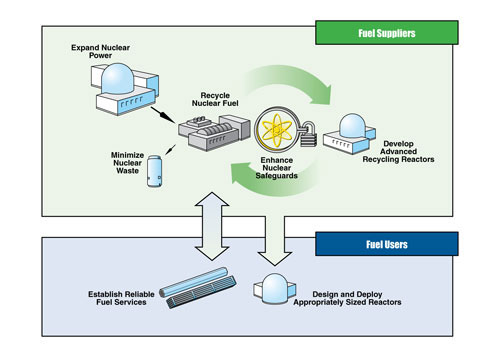 Fuel Suppliers
Expand Nuclear
Power
Recycle
Nuclear Fuel
Minimize
Nuclear
Waste
Enhance
Nuclear
Safeguards
Develop
Advanced
Recycling Reactors
Fuel Users
Establish Reliable
Fuel Services
Design and Deploy
Appropriately Sized Reactors